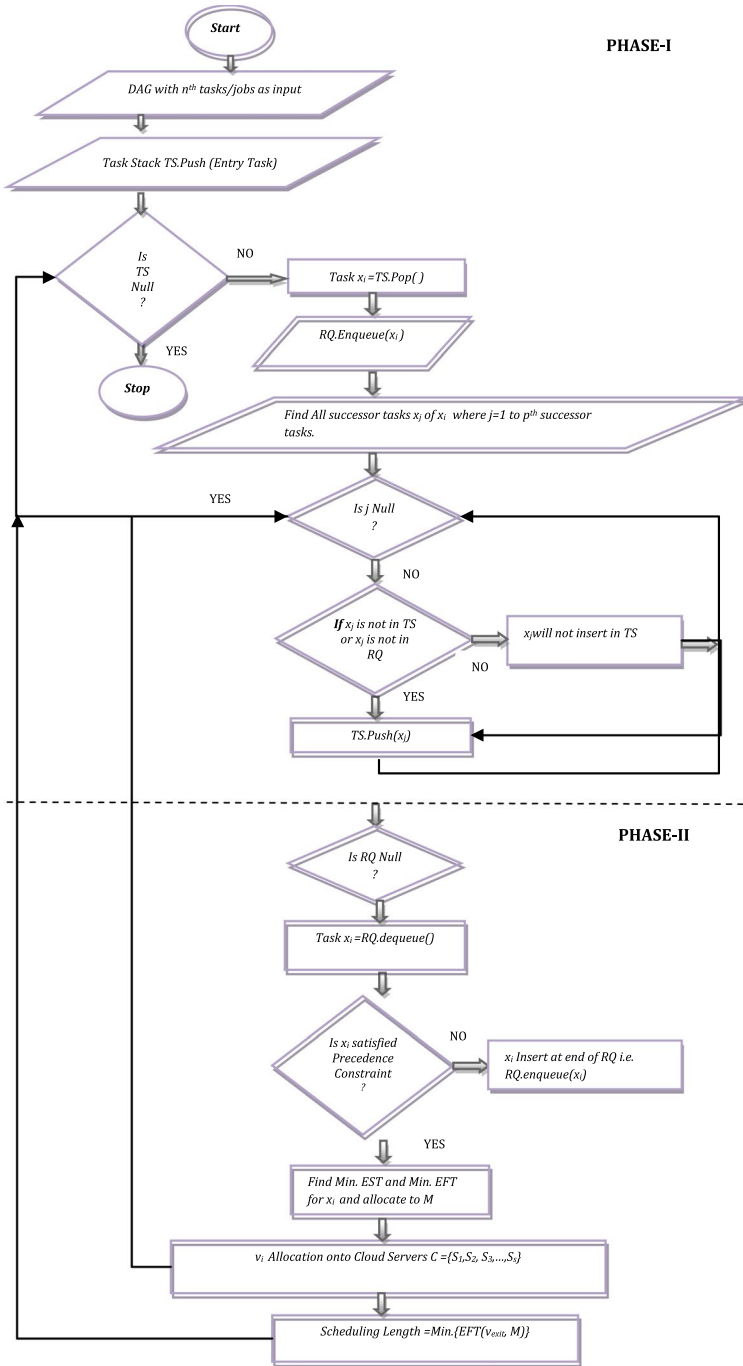 Start
PHASE-I
DAG with nth tasks/jobs as input
Task Stack TS.Push (Entry Task)
Is
TS
Null
?
NO
Task xi =TS.Pop( )
YES
Stop
RQ.Enqueue(xi )
Find All successor tasks xj of xi where j=1 to pth successor
tasks.
YES
Is j Null
?
NO
If xj is not in TS
or xj is not in
RQ
xjwill not insert in TS
NO
YES
TS.Push(xj)
PHASE-II
Is RQ Null
?
Task xi =RQ.dequeue()
Is xi satisfied
Precedence
Constraint
?
NO
xi Insert at end of RQ i.e.
RQ.enqueue(xi)
YES
Find Min. EST and Min. EFT
for xi and allocate to M
vi Allocation onto Cloud Servers C ={S1,S2, S3,...,Ss}
Scheduling Length =Min.{EFT(vexit, M)}